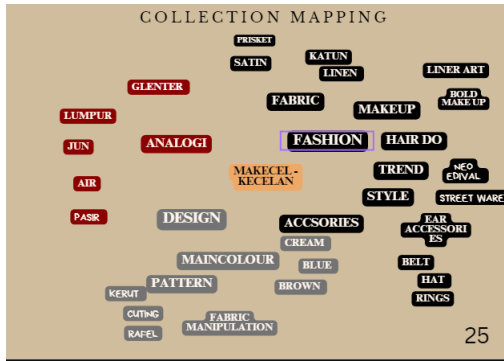 COLLECTION MAPPING
PRISKET
SATIN
KATUN
LINEN
LINER ART
GLENTER
FABRIC
MAKEUP
BOLD
MAKE UP
LUMPUR
JUN
ANALOGI
FASHION
HAIR DO
MAKECEL -
KECELAN
TREND
NEO
EDIVAL
AIR
STYLE
STREET WARE
PASIR
DESIGN
ACCSORIES
EAR
ACCESSORI
ES
CREAM
MAINCOLOUR
BLUE
BELT
PATTERN
BROWN
HAT
KERUT
RINGS
CUTING
FABRIC
MANIPULATION
RAFEL
25